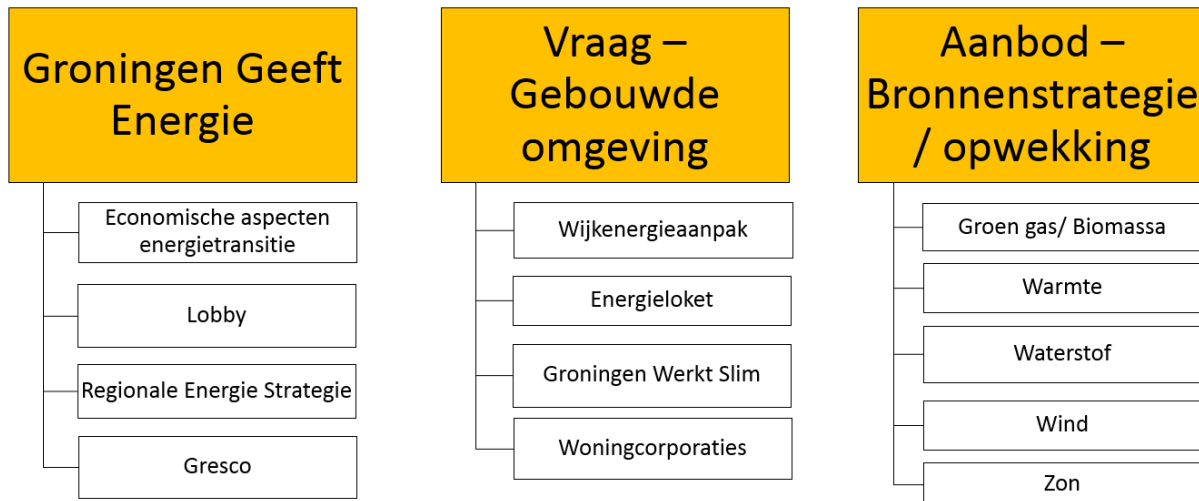 Groningen Geeft
Energie
Economische aspecten
energietransitie
Lobby
Regionale Energie Strategie
Gresco
Vraag –
Gebouwde
omgeving
Wijkenergieaanpak
Energieloket
Groningen Werkt Slim
Woningcorporaties
Aanbod –
Bronnenstrategie
/ opwekking
Groen gas/ Biomassa
Warmte
Waterstof
Wind
Zon